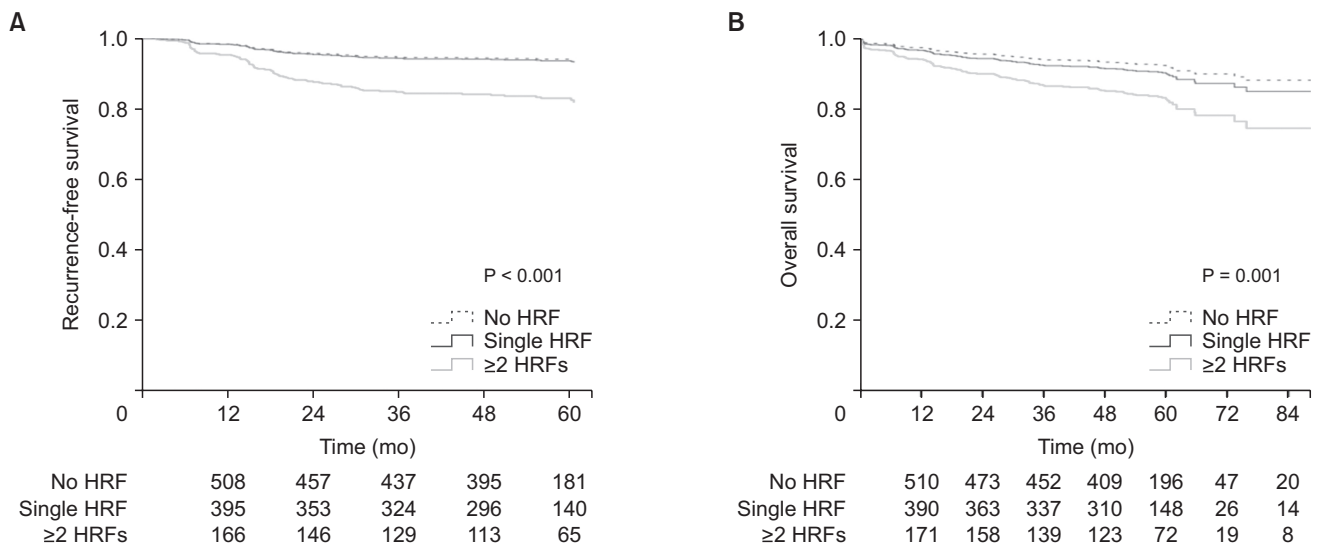 A
Recurrence-free survival
1.0
0.8
0.6
0.4
0.2
0
P < 0.001
No HRF
Single HRF
≥2 HRFs
12 24 36 48 60
Time (mo)
No HRF 508 457 437 395 181
Single HRF 395 353 324 296 140
≥2 HRFs 166 146 129 113 65
B
Overall survival
1.0
0.8
0.6
0.4
0.2
0
P = 0.001
No HRF
Single HRF
≥2 HRFs
12 24 36 48 60 72 84
Time (mo)
No HRF 510 473 452 409 196 47 20
Single HRF 390 363 337 310 148 26 14
≥2 HRFs 171 158 139 123 72 19 8